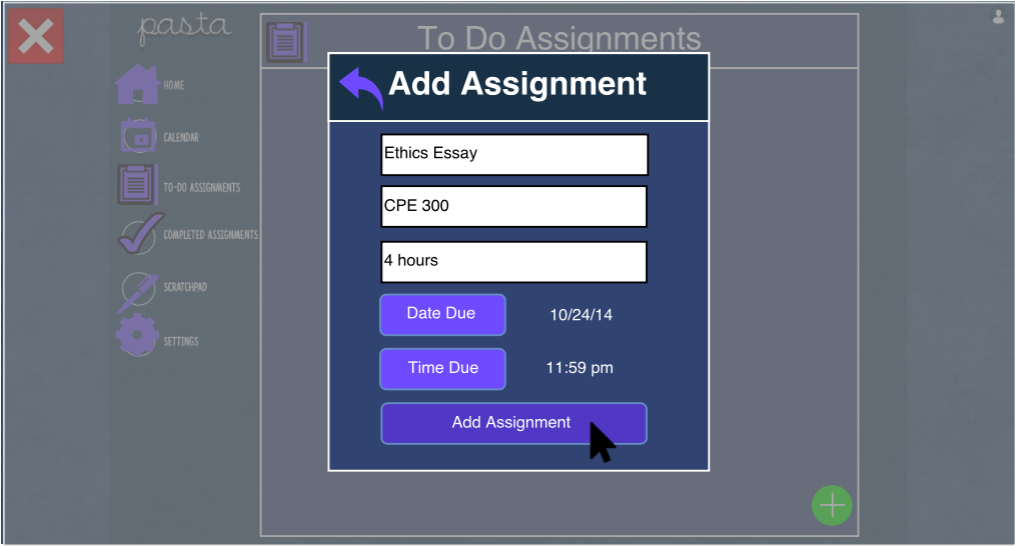 pasta
To Do Assignments
HOME
CALENDAR
TO-DO ASSIGNMENTS
COMPLETED ASSIGNMENTS
SCRATCHPAD
SETTINGS
Add Assignment
Ethics Essay
CPE 300
4 hours
Date Due 10/24/14
Time Due 11:59 pm
Add Assignment